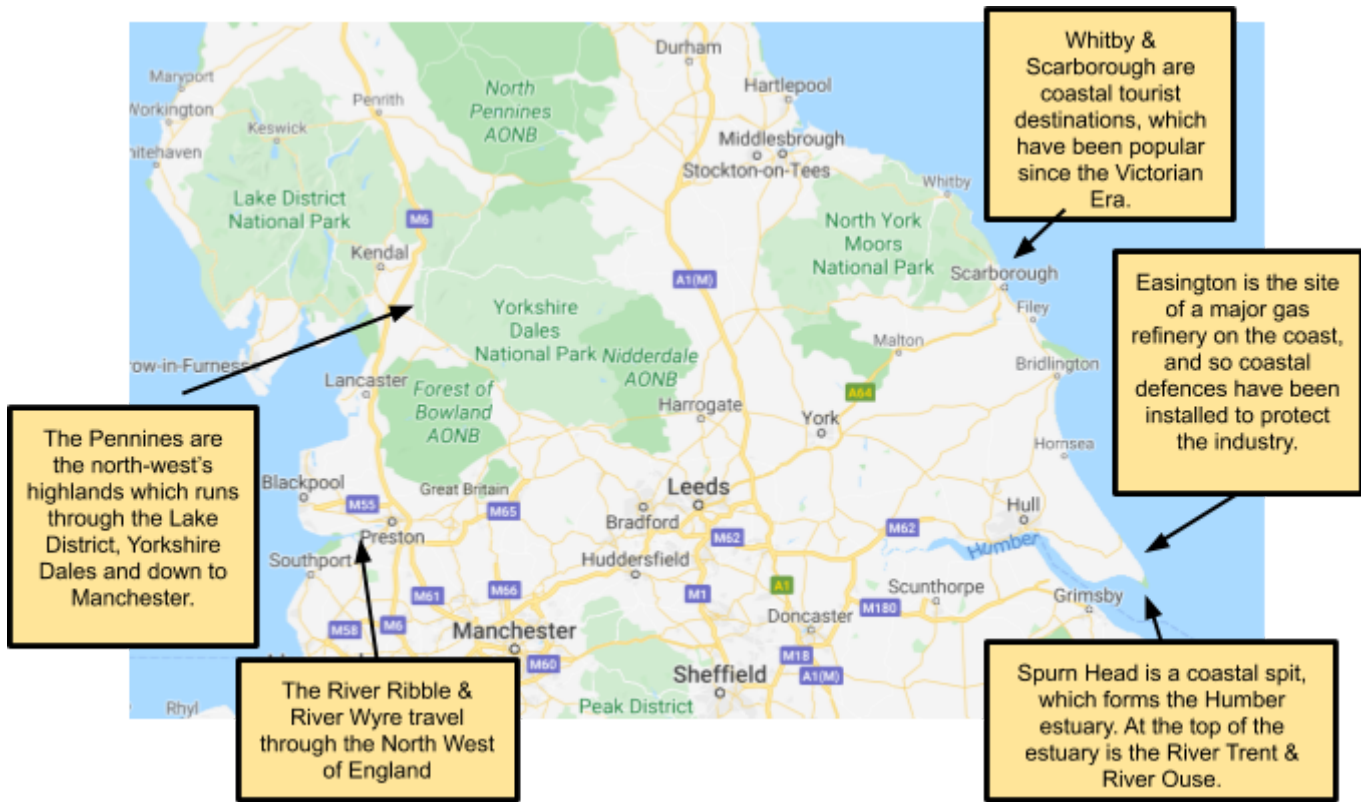 Whitby &
Scarborough are
coastal tourist
destinations, which
have been popular
since the Victorian
Era.
Easington is the site
of a major gas
refinery on the coast,
and so coastal
defences have been
installed to protect
the industry.
The Pennines are
the north-west's
highlands which runs
through the Lake
District, Yorkshire
Dales and down to
Manchester.
The River Ribble &
River Wyre travel
through the North West
of England
Spurn Head is a coastal spit,
which forms the Humber
estuary. At the top of the
estuary is the River Trent &
River Ouse.
Durham
Maryport
Workington
Penrith
North
Pennines
AONB
Hartlepool
Keswick
Middlesbrough
Stockton-on-Tees
itehaven
Whitby
Lake District
National Park
M6
North York
Moors
National Park
Kendal
A1(M)
Scarborough
Filey
Yorkshire
Dales
National Park
Nidderdale
AONB
Malton
Bridlington
row-in-Furness
Lancaster
Forest of
Bowland
AONB
Harrogate
A64
York
Hornsea
Blackpool
Great Britain
Leeds
M55
M65
Bradford
Hull
Preston
M62
M62
Humber
Southport
Huddersfield
M61
M66
M1
A1
Scunthorpe
Grimsby
M180
Doncaster
M58
M6
Manchester
M60
M18
A1(M)
Sheffield
Rhyl
Peak District